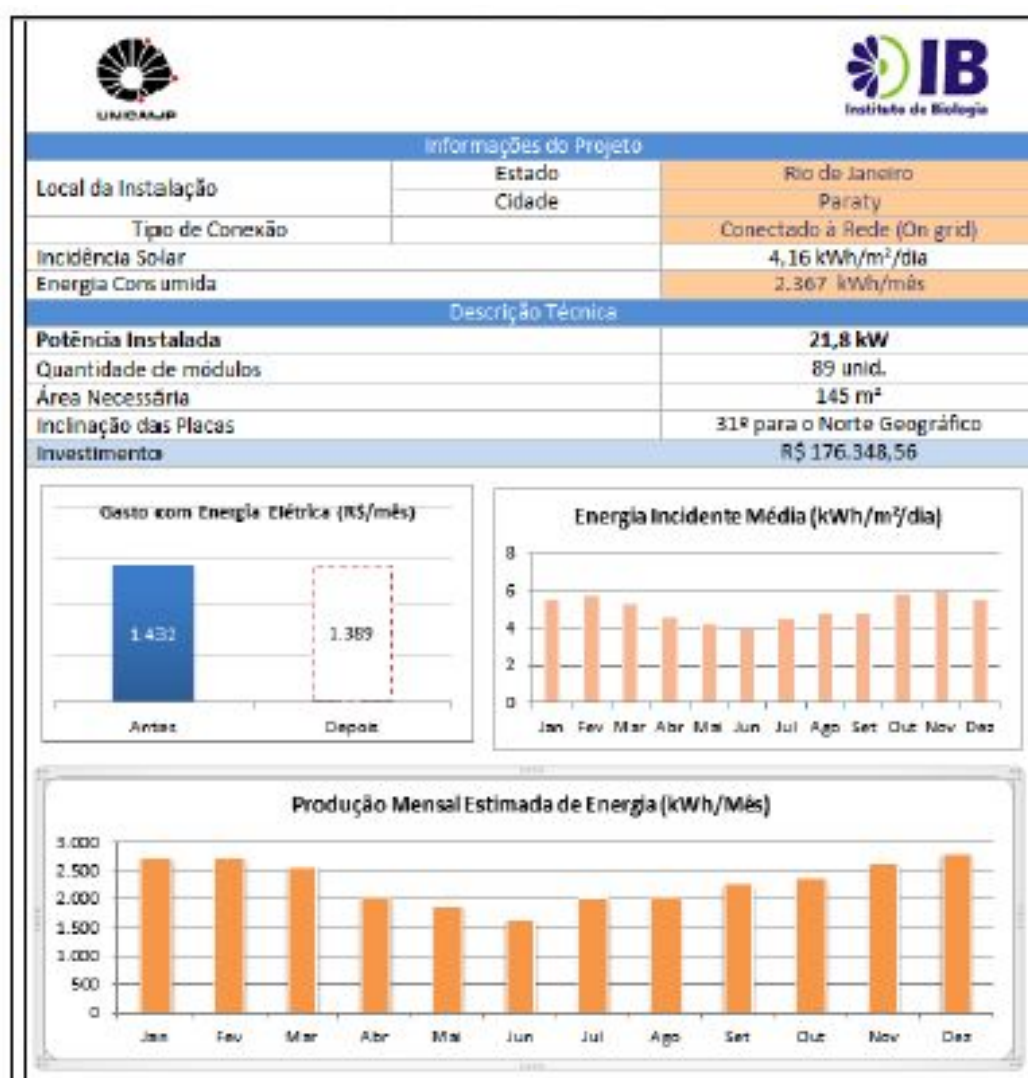 UNICAMP
IB
Instituto de Biologia
Informações do Projeto
Local da Instalação
Estado
Rio de Janeiro
Cidade
Paraty
Tipo de Conexão
Conectado à Rede (On grid)
Incidência Solar
4,16 kWh/m²/dia
Energia Consumida
2.367 kWh/mês
Descrição Técnica
Potência Instalada
21,8 kW
Quantidade de módulos
89 unid.
Área Necessária
145 m²
Inclinação das Placas
31º para o Norte Geográfico
Investimento
R$ 176.348,56
Gasto com Energia Elétrica (R$/mês)
1.432
1.389
Antes
Depois
Energia Incidente Média (kWh/m²/dia)
8
6
4
2
0
Jan Fev Mar Abr Mai Jun Jul Ago Set Out Nov Dez
Produção Mensal Estimada de Energia (kWh/Mês)
3.000
2.500
2.000
1.500
1.000
500
0
Jan Fev Mar Abr Mai Jun Jul Ago Set Out Nov Dez